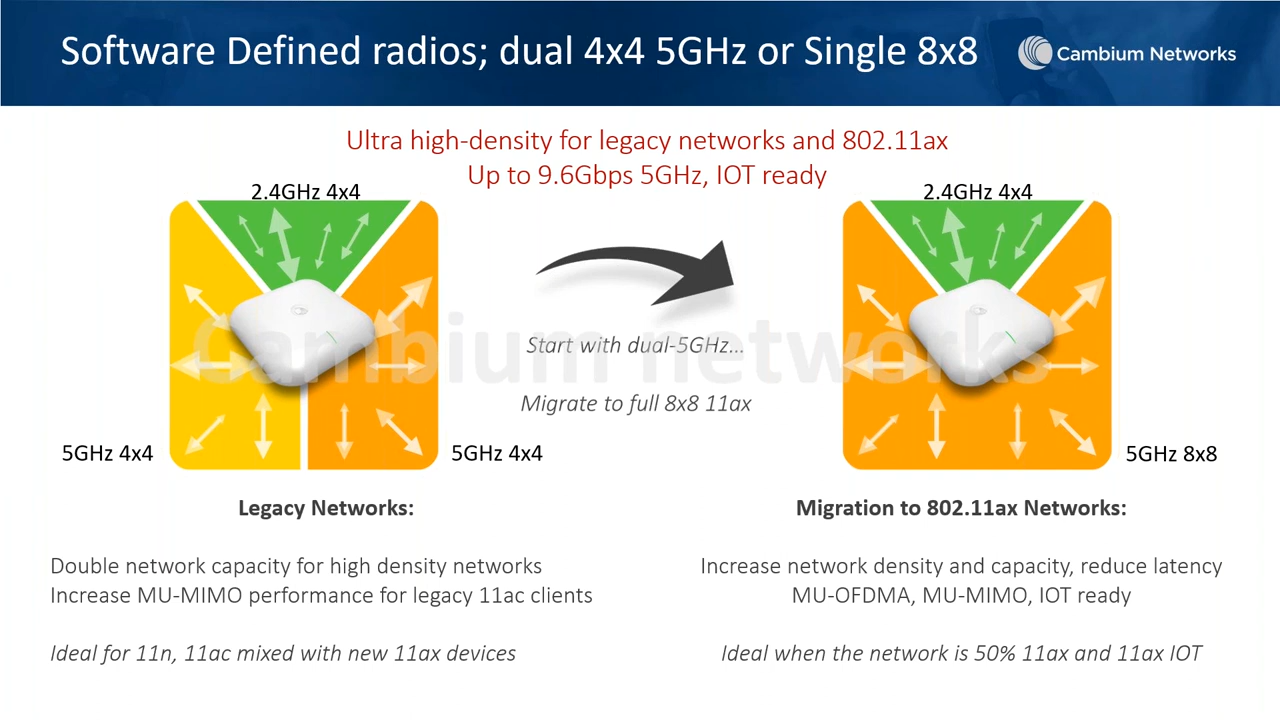 Software Defined radios; dual 4x4 5GHz or Single 8x8
Cambium Networks
Ultra high-density for legacy networks and 802.11ax
Up to 9.6Gbps 5GHz, IOT ready
2.4GHz 4x4
2.4GHz 4x4
Cambium networks
Start with dual-5GHz...
Migrate to full 8x8 11ax
5GHz 4x4
5GHz 4x4
5GHz 8x8
Legacy Networks:
Double network capacity for high density networks
Increase MU-MIMO performance for legacy 11ac clients
Ideal for 11n, 11ac mixed with new 11ax devices
Migration to 802.11ax Networks:
Increase network density and capacity, reduce latency
MU-OFDMA, MU-MIMO, IOT ready
Ideal when the network is 50% 11ax and 11ax IOT